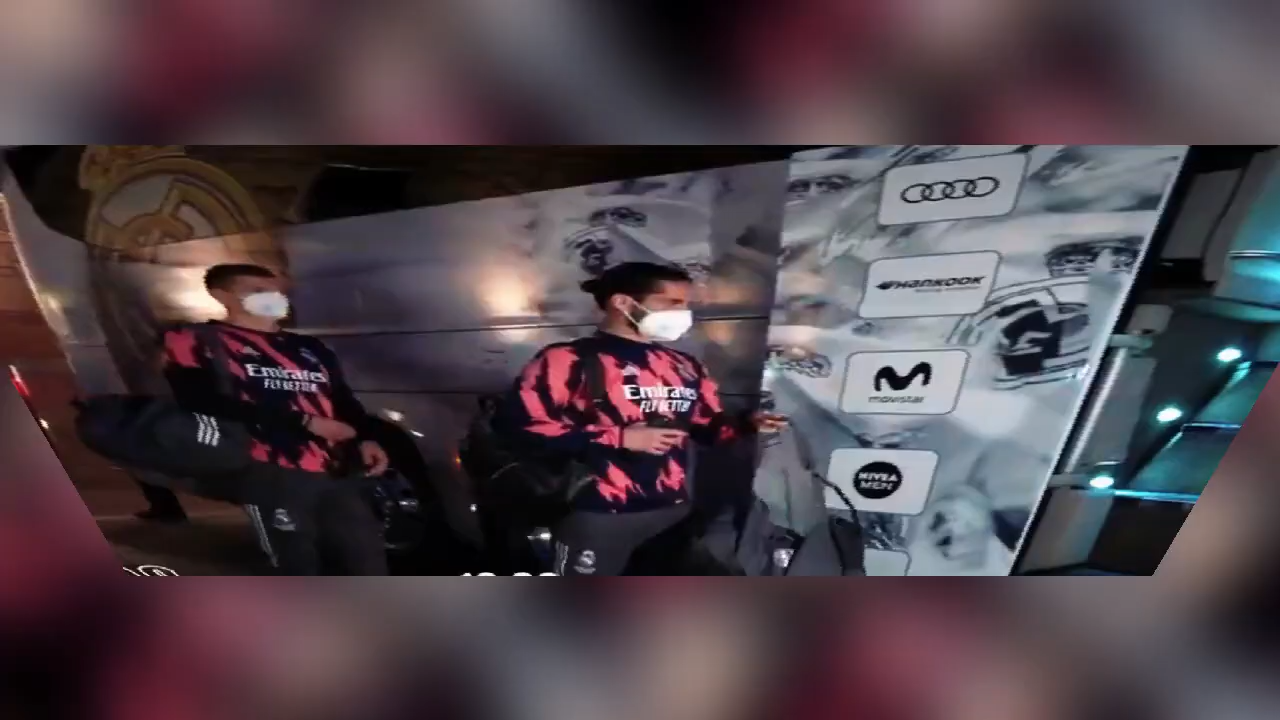 Emirates
FLY BETTER
Emirates
FLY BETTER
HANKOOK
movistar
NIVEA
MEN